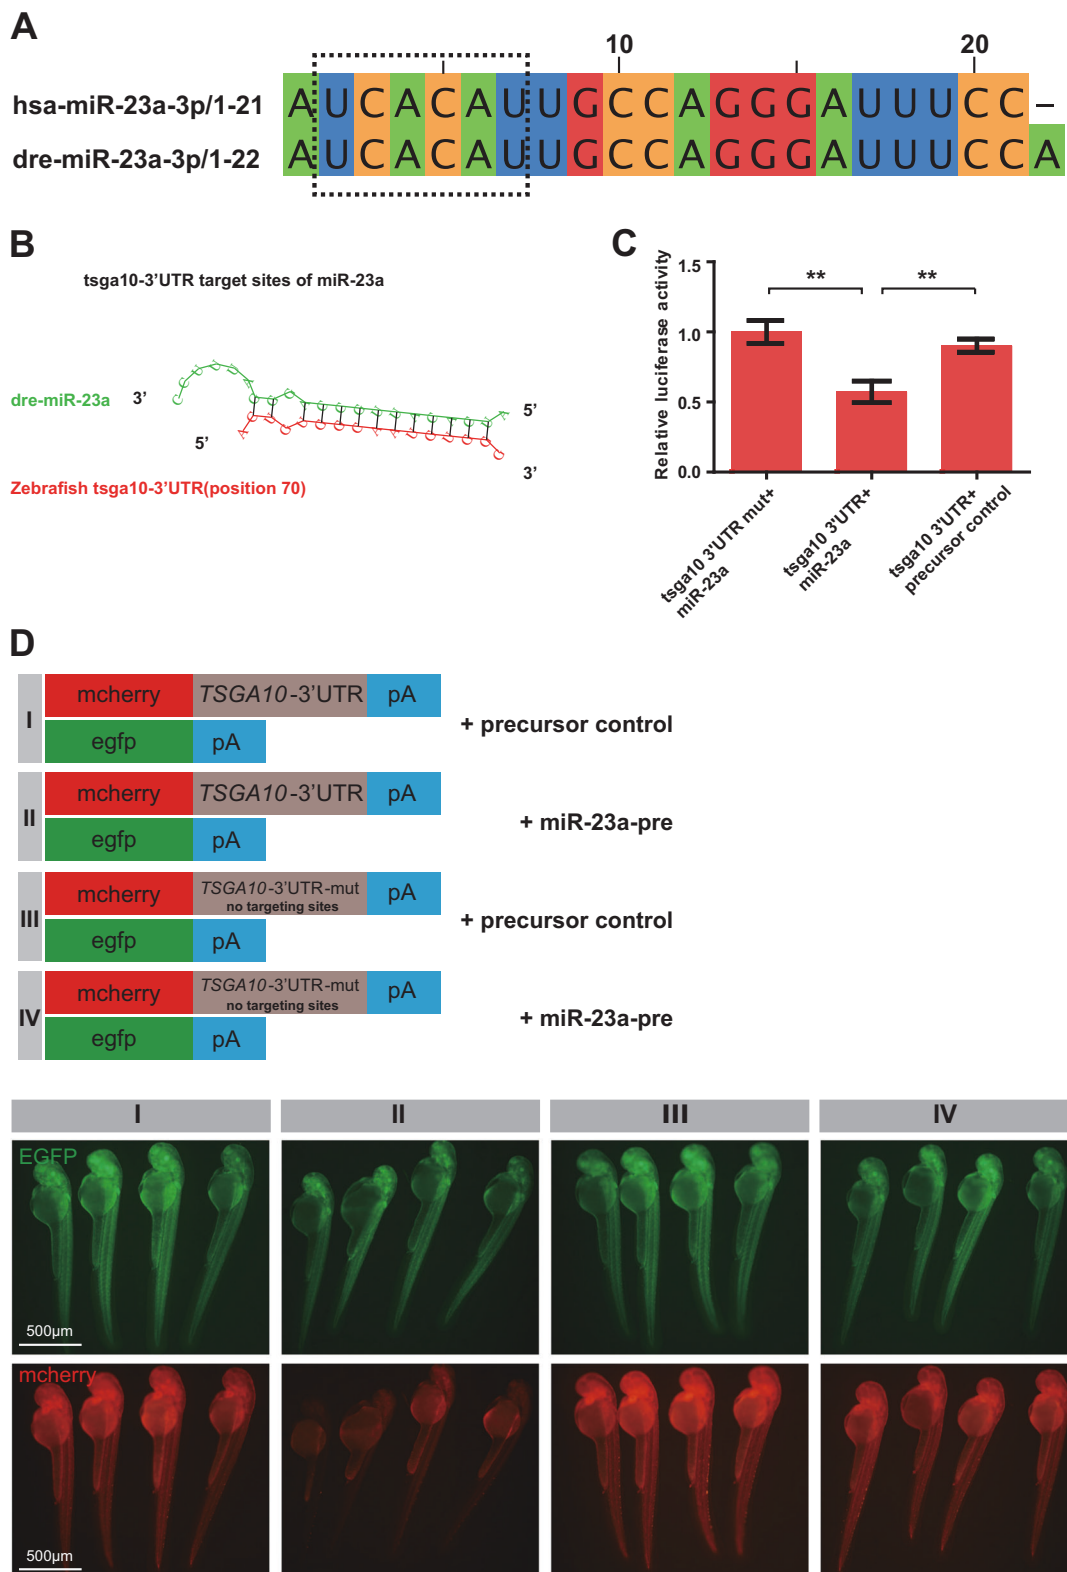 A
10 20
hsa-miR-23a-3p/1-21 AUCACAUUGCCAGGGAUUUCC–
dre-miR-23a-3p/1-22 AUCACAUUGCCAGGGAUUUCCA
B
tsga10-3'UTR target sites of miR-23a
dre-miR-23a 3' 5'
5' 3'
Zebrafish tsga10-3'UTR(position 70)
C
Relative luciferase activity
1.5
1.0
0.5
0.0
** **
tsga10 3'UTR mut+
miR-23a
tsga10 3'UTR+
miR-23a
tsga10 3'UTR+
precursor control
D
I
mcherry TSGA10-3'UTR pA
egfp pA
+ precursor control
II
mcherry TSGA10-3'UTR pA
egfp pA
+ miR-23a-pre
III
mcherry TSGA10-3'UTR-mut pA
no targeting sites
egfp pA
+ precursor control
IV
mcherry TSGA10-3'UTR-mut pA
no targeting sites
egfp pA
+ miR-23a-pre
I II III IV
EGFP
500μm
mcherry
500μm